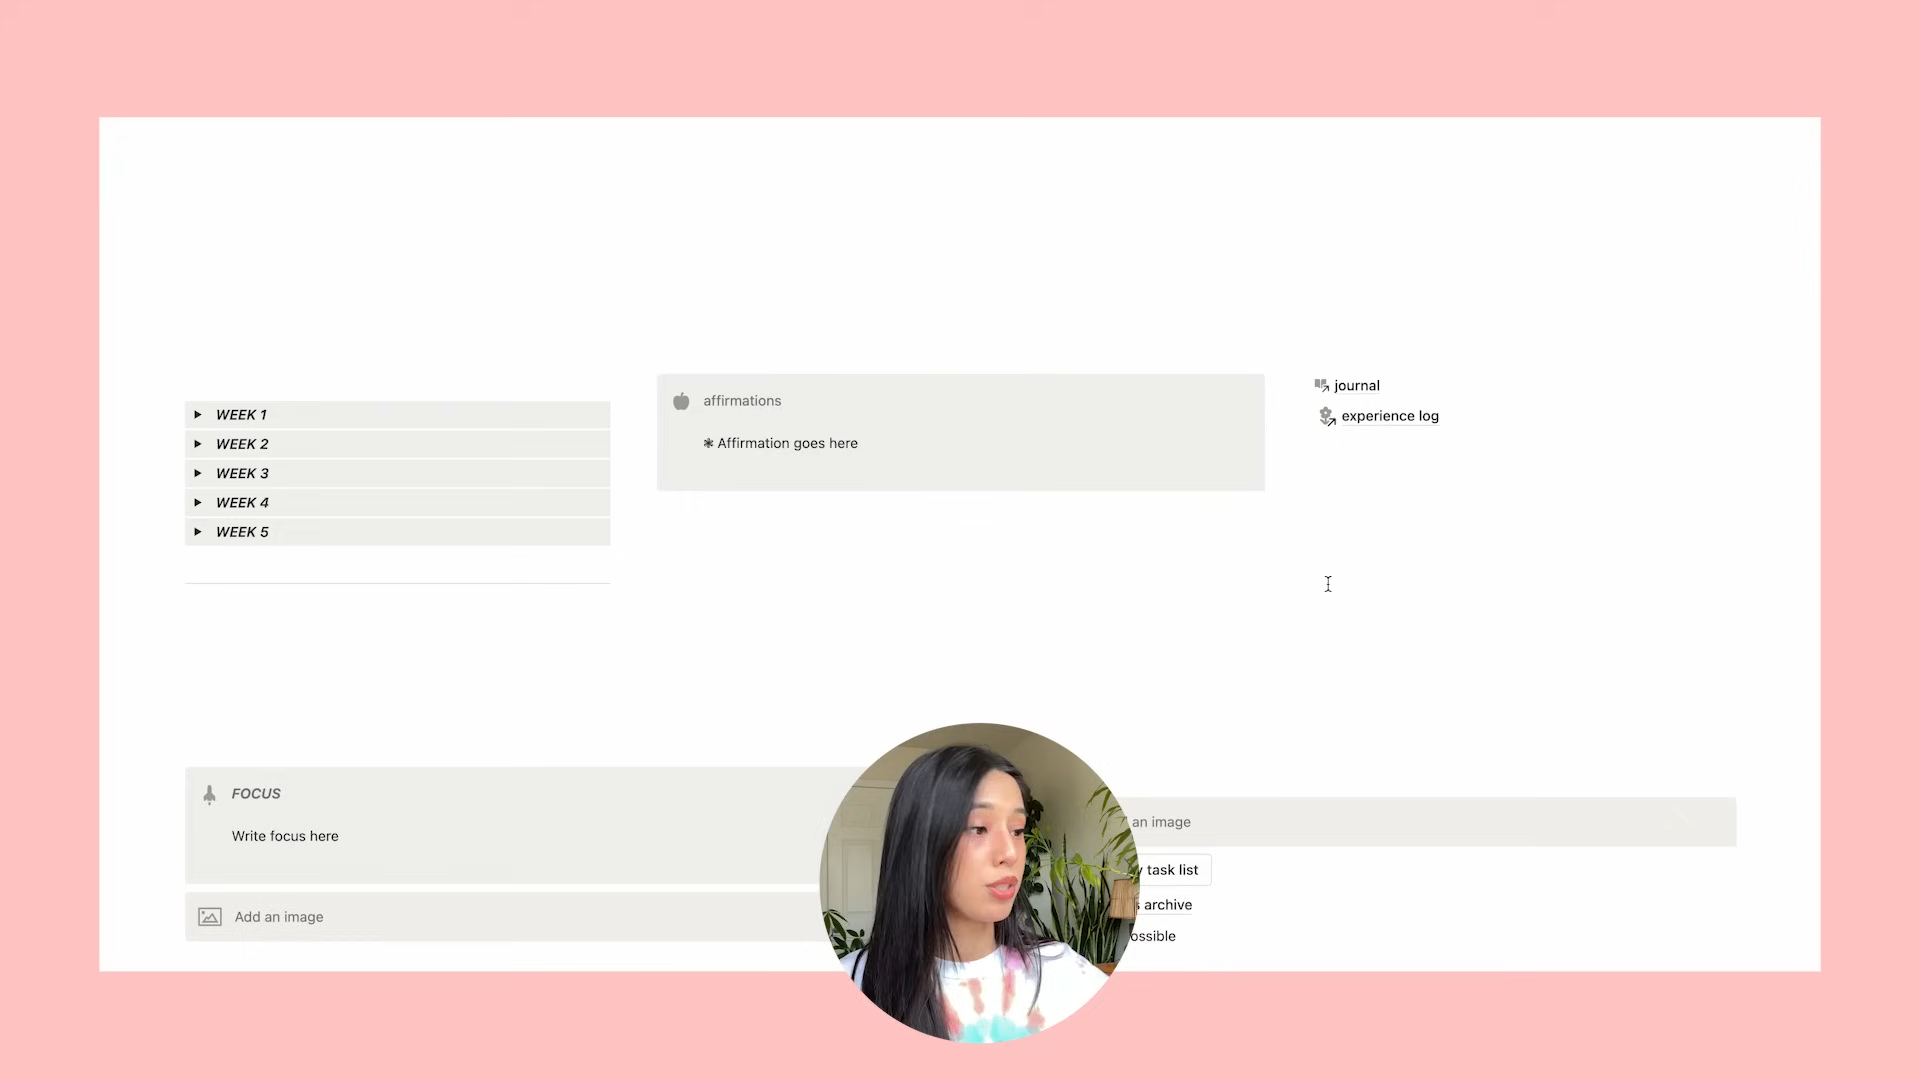 WEEK 1
WEEK 2
WEEK 3
WEEK 4
WEEK 5
affirmations
❃ Affirmation goes here
journal
experience log
FOCUS
Write focus here
Add an image
an image
task list
archive